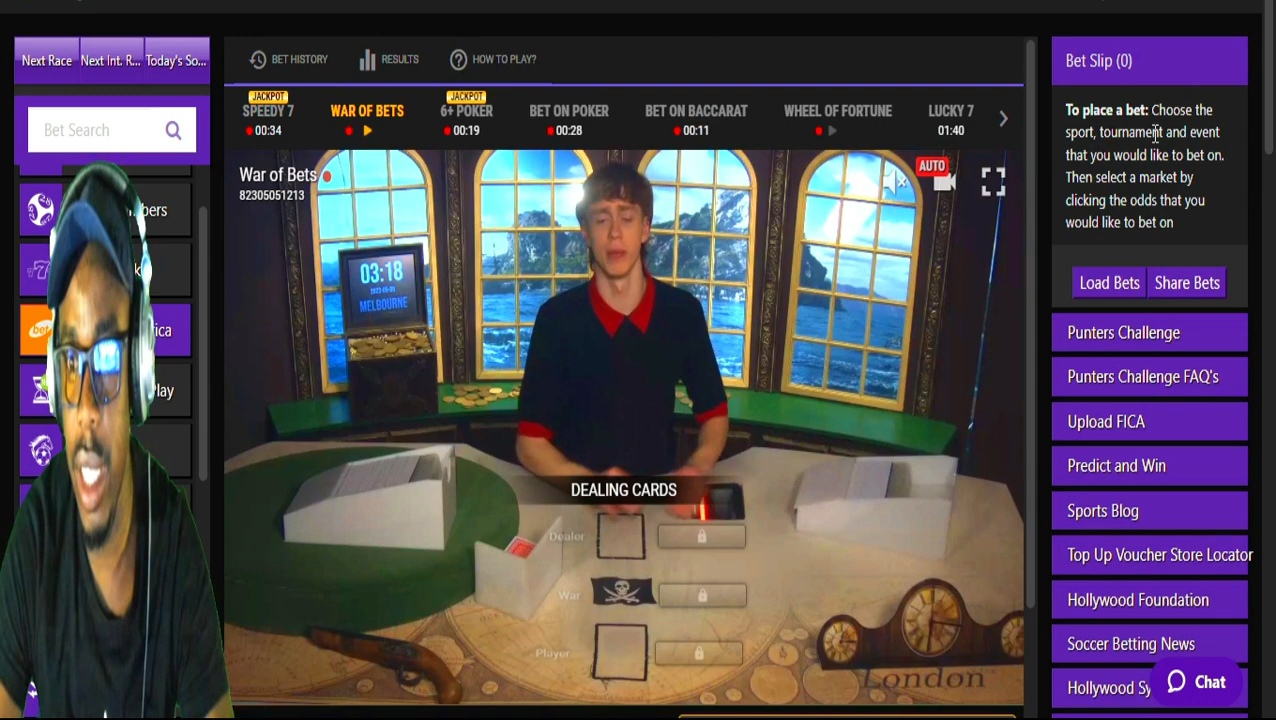 Next Race
Next Int. R...
Today's So...
Bet Search
BET HISTORY
RESULTS
HOW TO PLAY?
JACKPOT
SPEEDY 7
00:34
WAR OF BETS
JACKPOT
6+ POKER
00:19
BET ON POKER
00:28
BET ON BACCARAT
00:11
WHEEL OF FORTUNE
LUCKY 7
01:40
War of Bets
82305051213
AUTO
03:18
MELBOURNE
DEALING CARDS
Dealer
War
Player
London
bet
Play
Bet Slip (0)
To place a bet: Choose the
sport, tournament and event
that you would like to bet on.
Then select a market by
clicking the odds that you
would like to bet on
Load Bets
Share Bets
Punters Challenge
Punters Challenge FAQ's
Upload FICA
Predict and Win
Sports Blog
Top Up Voucher Store Locator
Hollywood Foundation
Soccer Betting News
Hollywood Sy
Chat